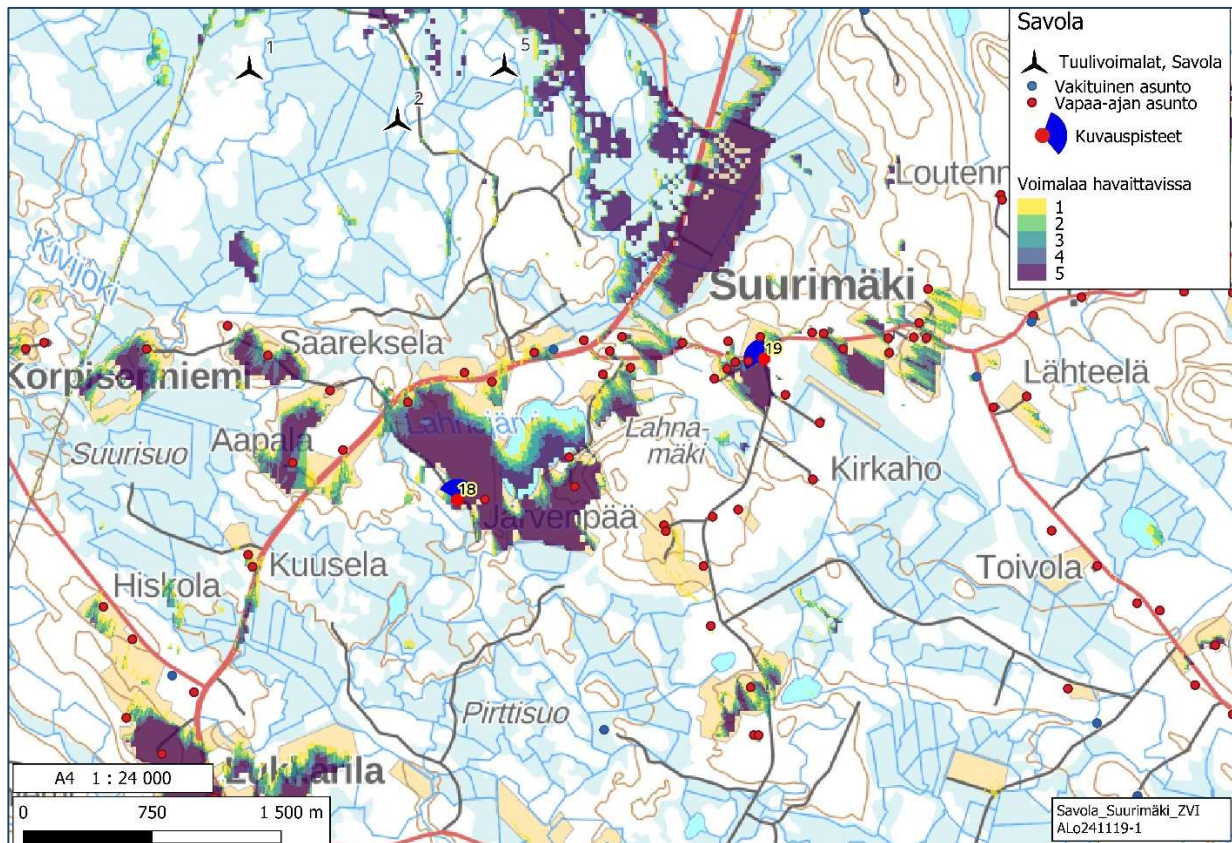 Savola
Tuulivoimalat, Savola
Vakituinen asunto
Vapaa-ajan asunto
Kuvauspisteet
Voimalaa havaittavissa
1
2
3
4
5
1
5
2
Loutenn
Kivijoki
Suurimäki
19
Saareksela
Korpisenniemi
Lähteelä
Lahnajärvi
Aapala
Suurisuo
Lahna-
mäki
Kirkaho
18
Järvenpää
Kuusela
Toivola
Hiskola
Pirttisuo
Lukkarila
A4 1 : 24 000
0 750 1 500 m
Savola_Suurimäki_ZVI
ALo241119-1